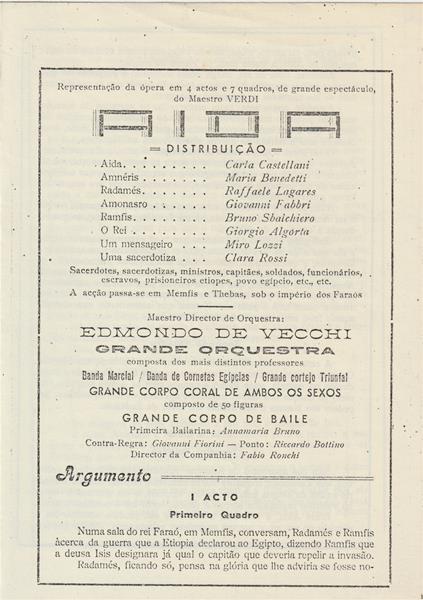 Representação da ópera em 4 actos e 7 quadros, de grande espectáculo,
do Maestro VERDI
AIDA
= DISTRIBUIÇÃO =
Aida. . . . . . . . . Carla Castellani
Amnéris . . . . . . . Maria Benedetti
Radamés. . . . . . . Raffaele Lagares
Amonasro . . . . . . Giovanni Fabbri
Ramfis. . . . . . . . Bruno Sbalchiero
O Rei . . . . . . . . Giorgio Algorta
Um mensageiro . . . Miro Lozzi
Uma sacerdotiza . . . Clara Rossi
Sacerdotes, sacerdotizas, ministros, capitães, soldados, funcionários,
escravos, prisioneiros etíopes, povo egípcio, etc., etc.
A acção passa-se em Memfis e Thebas, sob o império dos Faraós
Maestro Director de Orquestra:
EDMONDO DE VECCHI
GRANDE ORQUESTRA
composta dos mais distintos professores
Banda Marcial / Banda de Cornetas Egípcias / Grande cortejo Triunfal
GRANDE CORPO CORAL DE AMBOS OS SEXOS
composto de 50 figuras
GRANDE CORPO DE BAILE
Primeira Bailarina: Annamaria Bruno
Contra-Regra: Giovanni Fiorini — Ponto: Riccardo Bottino
Director da Companhia: Fabio Ronchi
Argumento
I ACTO
Primeiro Quadro
Numa sala do rei Faraó, em Memfis, conversam, Radamés e Ramfis
àcerca da guerra que a Etiopia declarou ao Egipto, dizendo Ramfis que
a deusa Isis designara já qual o capitão que deveria repelir a invasão.
Radamés, ficando só, pensa na glória que lhe adviria se fosse no-